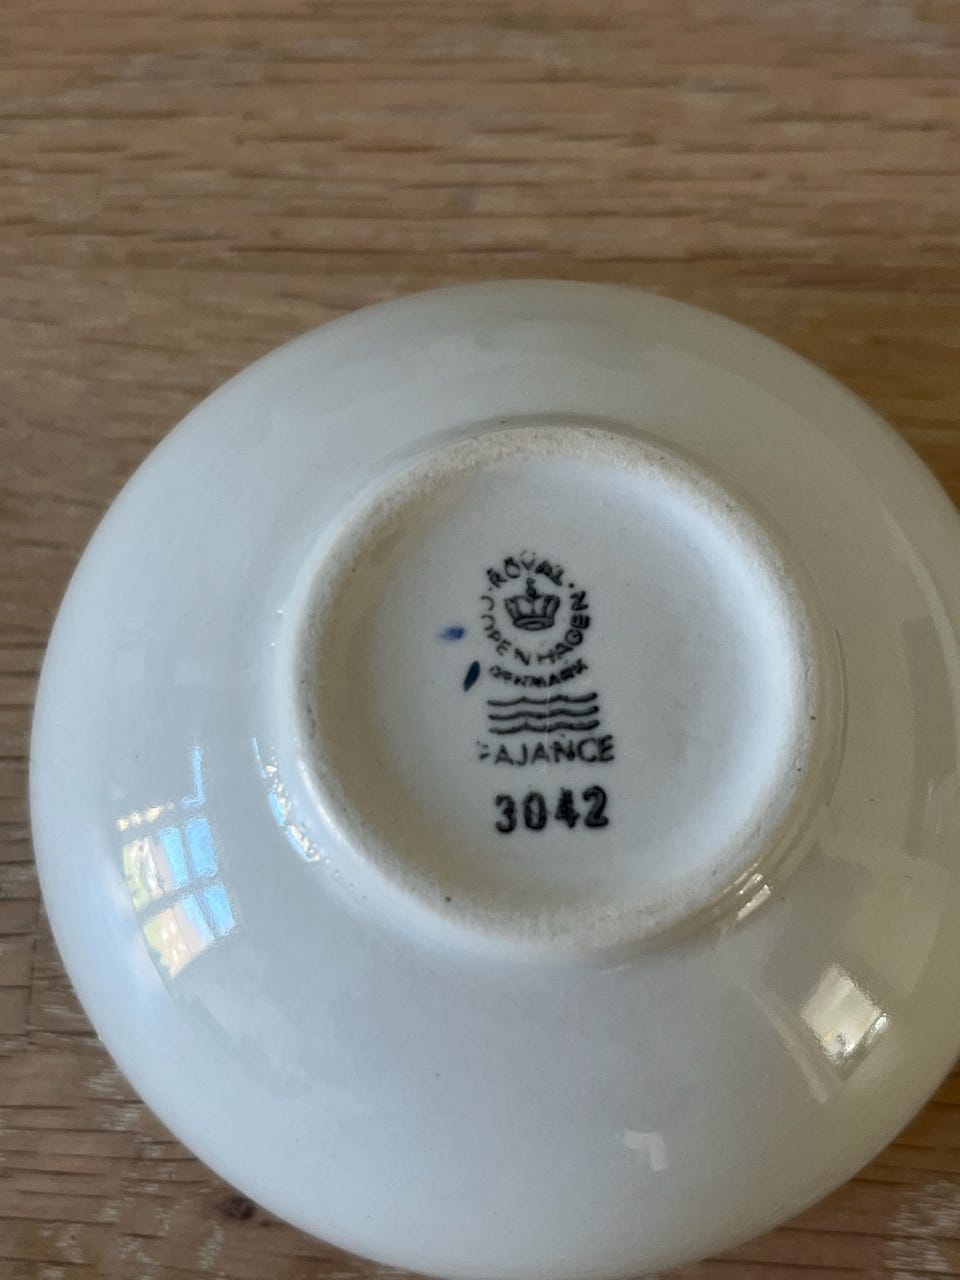 ROYAL
COPENHAGEN
DENMARK
FAJANCE
3042